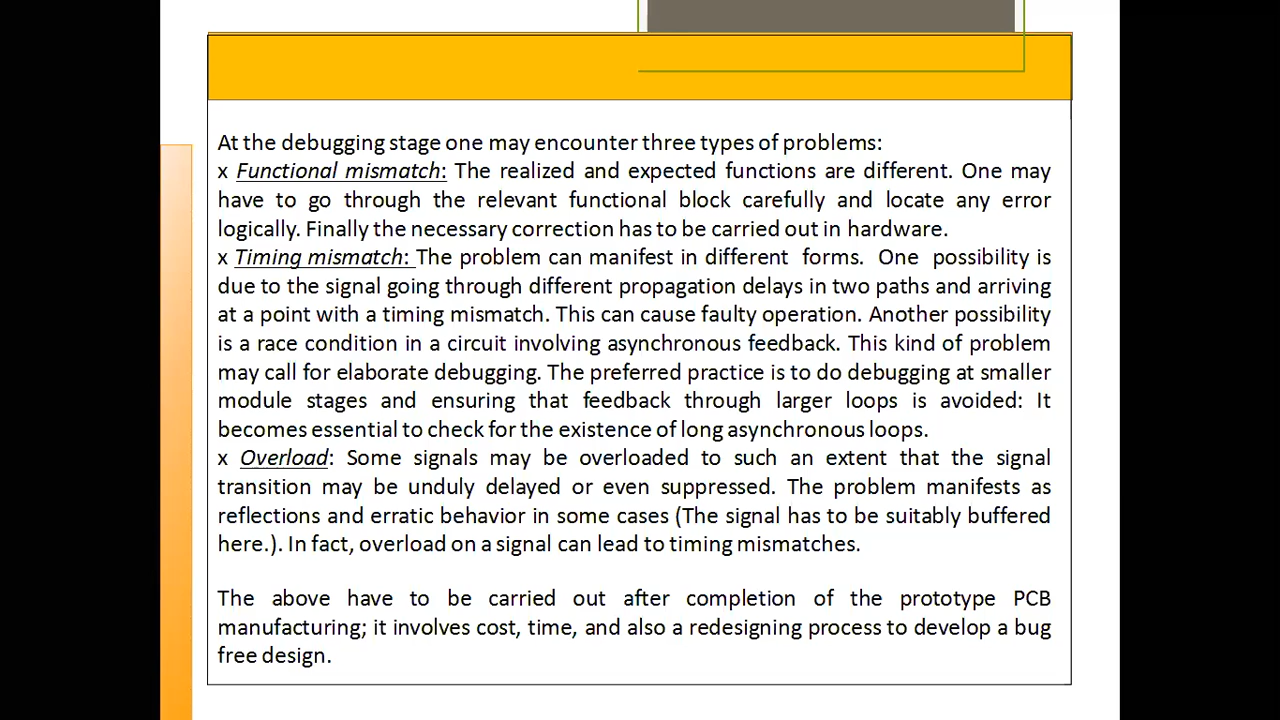 At the debugging stage one may encounter three types of problems:
x Functional mismatch: The realized and expected functions are different. One may
have to go through the relevant functional block carefully and locate any error
logically. Finally the necessary correction has to be carried out in hardware.
x Timing mismatch: The problem can manifest in different forms. One possibility is
due to the signal going through different propagation delays in two paths and arriving
at a point with a timing mismatch. This can cause faulty operation. Another possibility
is a race condition in a circuit involving asynchronous feedback. This kind of problem
may call for elaborate debugging. The preferred practice is to do debugging at smaller
module stages and ensuring that feedback through larger loops is avoided: It
becomes essential to check for the existence of long asynchronous loops.
x Overload: Some signals may be overloaded to such an extent that the signal
transition may be unduly delayed or even suppressed. The problem manifests as
reflections and erratic behavior in some cases (The signal has to be suitably buffered
here.). In fact, overload on a signal can lead to timing mismatches.
The above have to be carried out after completion of the prototype PCB
manufacturing; it involves cost, time, and also a redesigning process to develop a bug
free design.